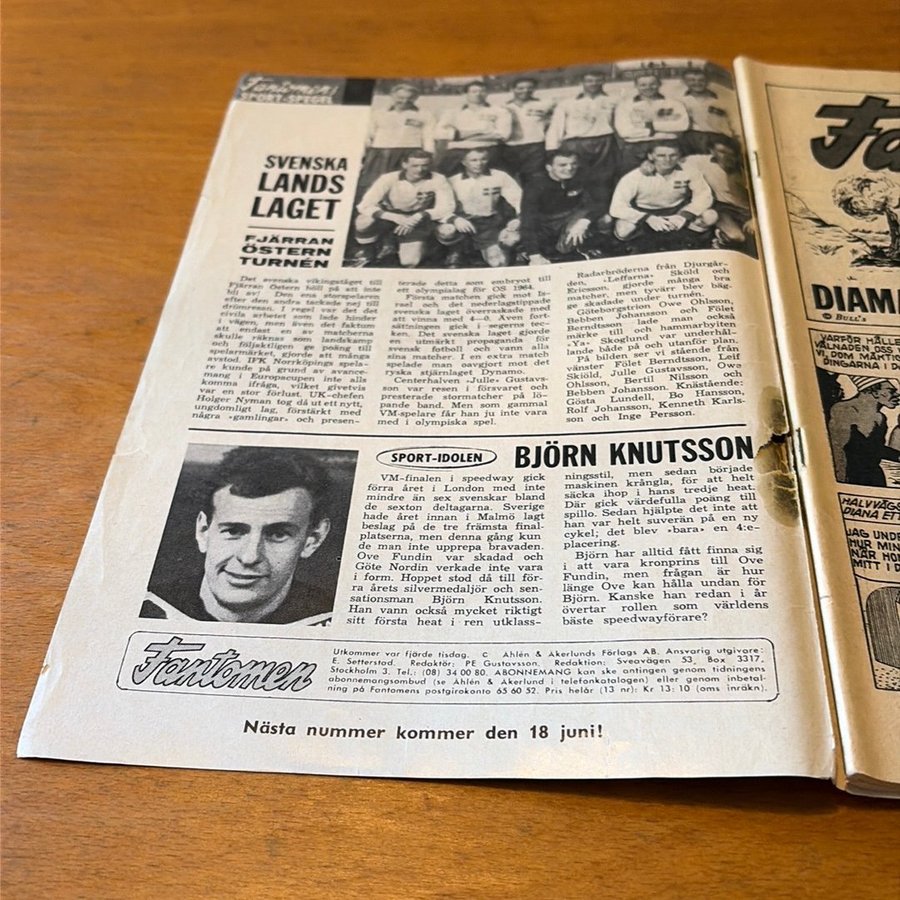 Fantomen:
SPORT-SPEGEL
SVENSKA
LANDS
LAGET
FJÄRRAN
ÖSTERN
TURNÉN
Det svenska vikingatåget till
Fjärran Östern höll på att inte
bli av. Den ena storspelaren
efter den andra tackade nej till
drömresan. I regel var det det
civila arbetet som lade hinder
i vägen, men även det faktum
att endast en av matcherna
skulle räknas som landskamp
och följaktligen ge poäng till
spelarmärket, gjorde att många
avstod. IFK Norrköpings spela-
re kunde på grund av avance-
mang i Europacupen inte alls
komma ifråga, vilket givetvis
var en stor förlust. UK-chefen
Holger Nyman tog då ut ett nytt,
ungdomligt lag, förstärkt med
några »gamlingar» och presen-
terade detta som embryot till
ett olympialag för OS 1964.
Första matchen gick mot Is-
rael och det nederlagstippade
svenska laget överraskade med
att vinna med 4—0. Även fort-
sättningen gick i segerns tec-
ken. Det svenska laget gjorde
en utmärkt propaganda för
svensk fotboll och vann alla
sina matcher. I en extra match
spelade man oavgjort mot det
ryska stjärnlaget Dynamo.
Centerhalven »Julle» Gustavs-
son var resen i försvaret och
presterade stormatcher på lö-
pande band. Men som gammal
VM-spelare får han ju inte vara
med i olympiska spel.
Radarbröderna från Djurgår-
den, »Leffarna» Sköld och
Ericsson, gjorde många bra
matcher, men tyvärr blev båg-
ge skadade under turnén.
Göteborgstrion Owe Ohlsson,
Bebben Johansson och Fölet
Berndtsson lade man också
märke till och hammarbyiten
»Ya» Skoglund var underhål-
lande både på och utanför plan.
På bilden ser vi stående från
vänster Fölet Berndtsson, Leif
Sköld, Julle Gustavsson, Owe
Ohlsson, Bertil Nilsson och
Bebben Johansson. Knästående:
Gösta Lundell, Bo Hansson,
Rolf Johansson, Kenneth Karls-
son och Inge Persson.
SPORT-IDOLEN
BJÖRN KNUTSSON
VM-finalen i speedway gick
förra året i London med inte
mindre än sex svenskar bland
de sexton deltagarna. Sverige
hade året innan i Malmö lagt
beslag på de tre främsta final-
platserna, men denna gång kun
de man inte upprepa bravaden.
Ove Fundin var skadad och
Göte Nordin verkade inte vara
i form. Hoppet stod då till för-
ra årets silvermedaljör och sen-
sationsman Björn Knutsson.
Han vann också mycket riktigt
sitt första heat i ren utklass-
ningsstil, men sedan började
maskinen krångla, för att helt
säcka ihop i hans tredje heat.
Där gick värdefulla poäng till
spillo. Sedan hjälpte det inte att
han var helt suverän på en ny
cykel; det blev »bara» en 4:e-
placering.
Björn har alltid fått finna sig
i att vara kronprins till Ove
Fundin, men frågan är hur
länge Ove kan hålla undan för
Björn. Kanske han redan i år
övertar rollen som världens
bäste speedwayförare?
Fantomen
Utkommer var fjärde tisdag. C Åhlén & Åkerlunds Förlags AB. Ansvarig utgivare:
E. Setterstad. Redaktör: PE Gustavsson. Redaktion: Sveavägen 53, Box 3317,
Stockholm 3. Tel.: (08) 34 00 80. ABONNEMANG kan ske antingen genom tidningens
abonnemangsombud (se Åhlén & Åkerlund i telefonkatalogen) eller genom inbetal-
ning på Fantomens postgirokonto 65 60 52. Pris helår (13 nr): Kr 13: 10 (oms inräkn).
Nästa nummer kommer den 18 juni!
Fa
DIAM
© BULL'S
VARFÖR HÅLLE
VÅLNADEN OSS
VI, DOM MÄKTIG
DINGARNA I D
HALVVÄGS
DIANA ETT
JAG UNDE
HUR MIN
NÄR HON
MITT I D